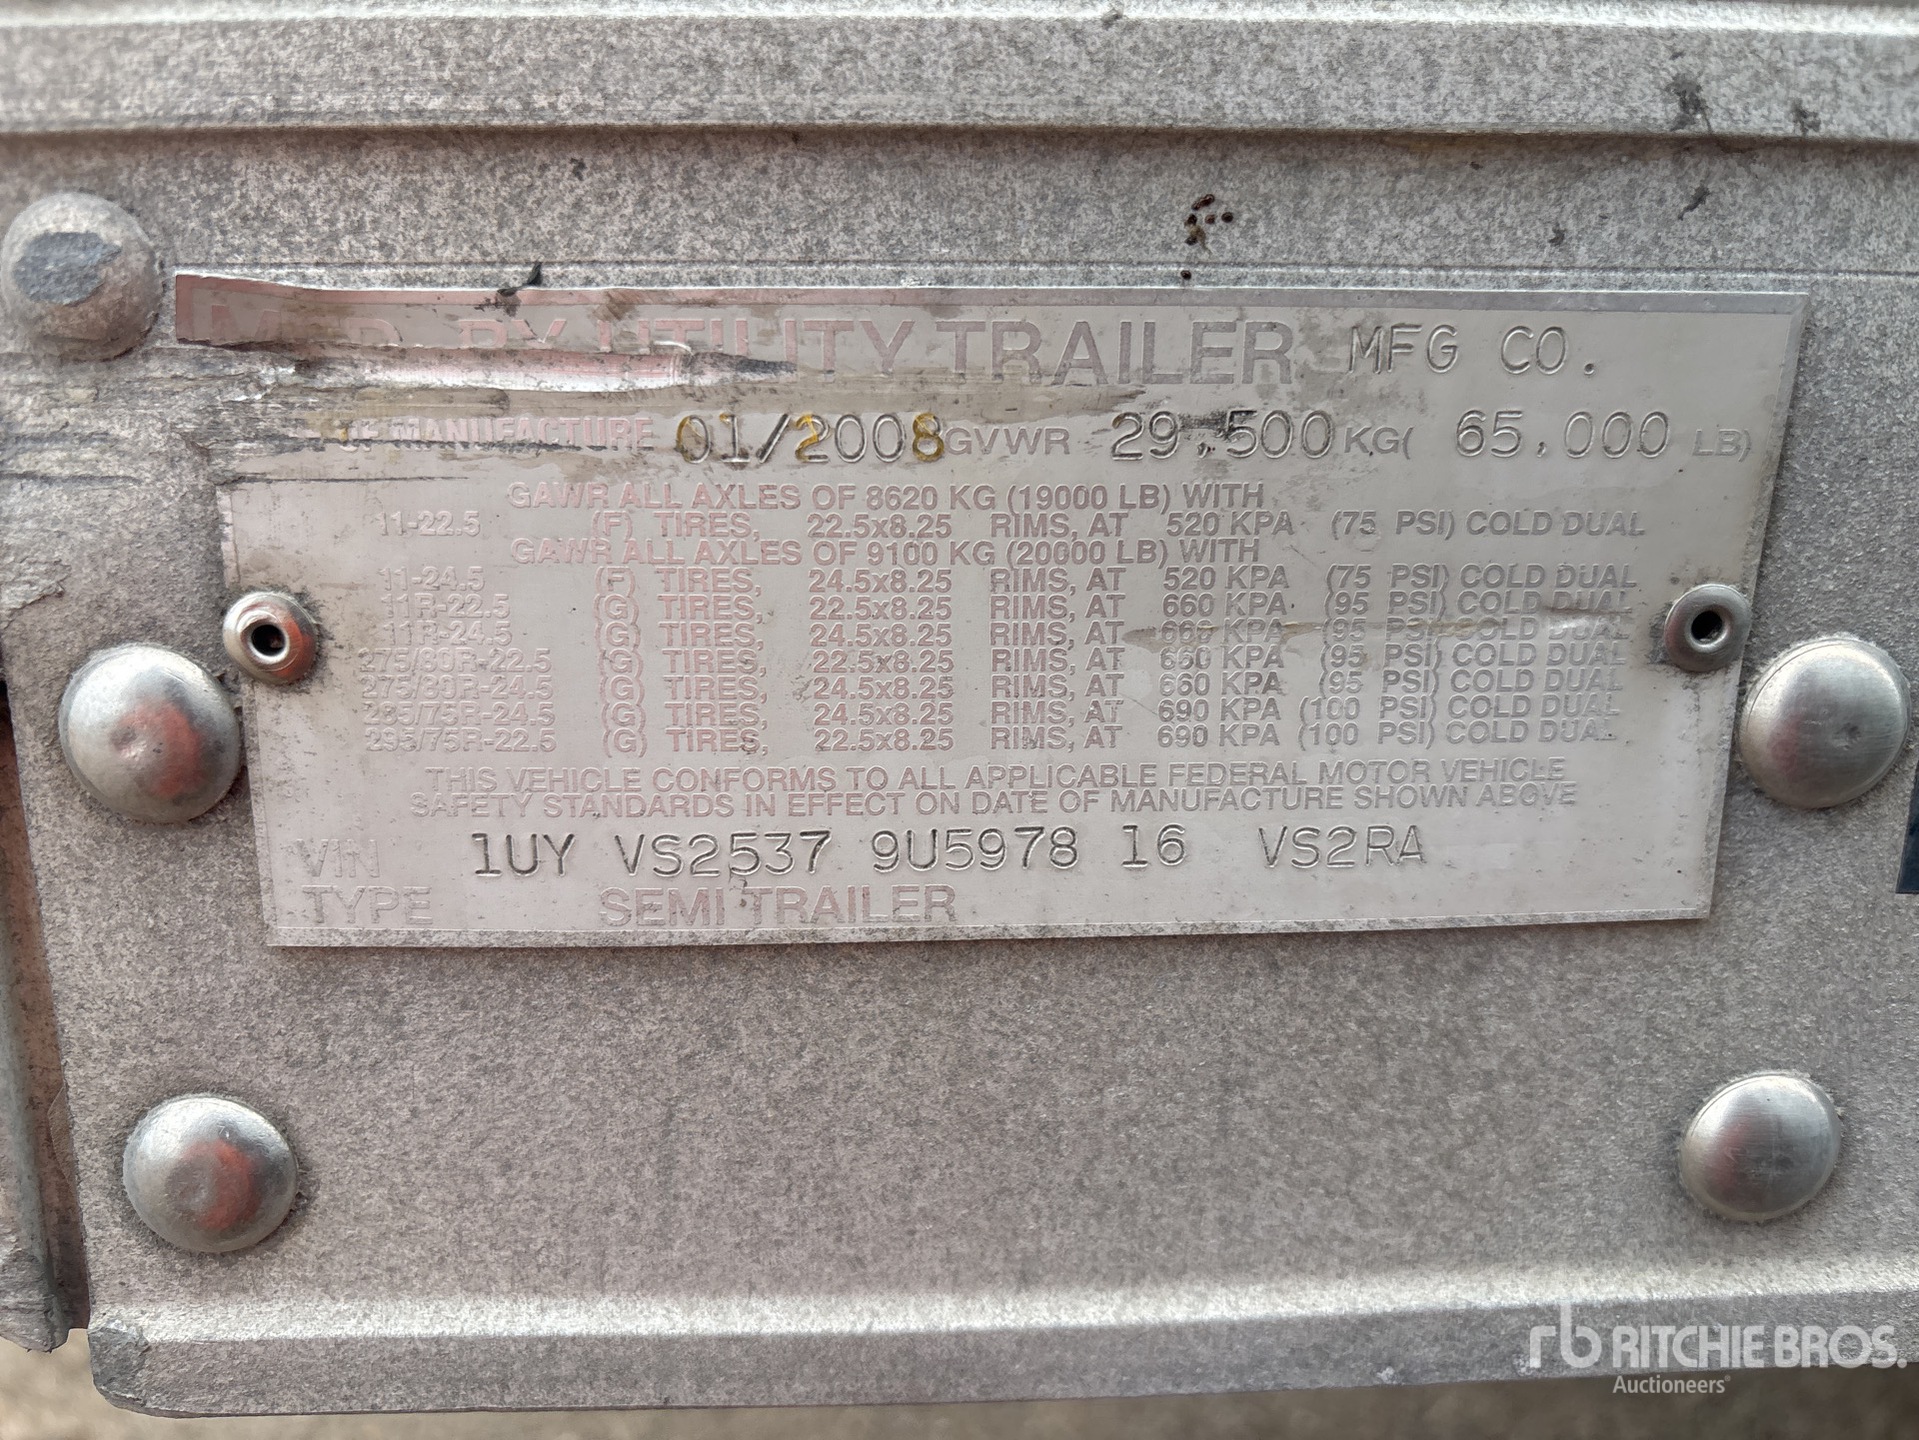 MFD. BY UTILITY TRAILER MFG CO.
OF MANUFACTURE 01/2008 GVWR 29,500 KG( 65,000 LB)
GAWR ALL AXLES OF 8620 KG (19000 LB) WITH
11-22.5 (F) TIRES, 22.5x8.25 RIMS, AT 520 KPA (75 PSI) COLD DUAL
GAWR ALL AXLES OF 9100 KG (20000 LB) WITH
11-24.5 (F) TIRES, 24.5x8.25 RIMS, AT 520 KPA (75 PSI) COLD DUAL
11R-22.5 (G) TIRES, 22.5x8.25 RIMS, AT 660 KPA (95 PSI) COLD DUAL
11R-24.5 (G) TIRES, 24.5x8.25 RIMS, AT 660 KPA (95 PSI) COLD DUAL
275/80R-22.5 (G) TIRES, 22.5x8.25 RIMS, AT 660 KPA (95 PSI) COLD DUAL
275/80R-24.5 (G) TIRES, 24.5x8.25 RIMS, AT 660 KPA (95 PSI) COLD DUAL
285/75R-24.5 (G) TIRES, 24.5x8.25 RIMS, AT 690 KPA (100 PSI) COLD DUAL
295/75R-22.5 (G) TIRES, 22.5x8.25 RIMS, AT 690 KPA (100 PSI) COLD DUAL
THIS VEHICLE CONFORMS TO ALL APPLICABLE FEDERAL MOTOR VEHICLE
SAFETY STANDARDS IN EFFECT ON DATE OF MANUFACTURE SHOWN ABOVE
VIN 1UY VS2537 9U5978 16 VS2RA
TYPE SEMI TRAILER
rb RITCHIE BROS.
Auctioneers